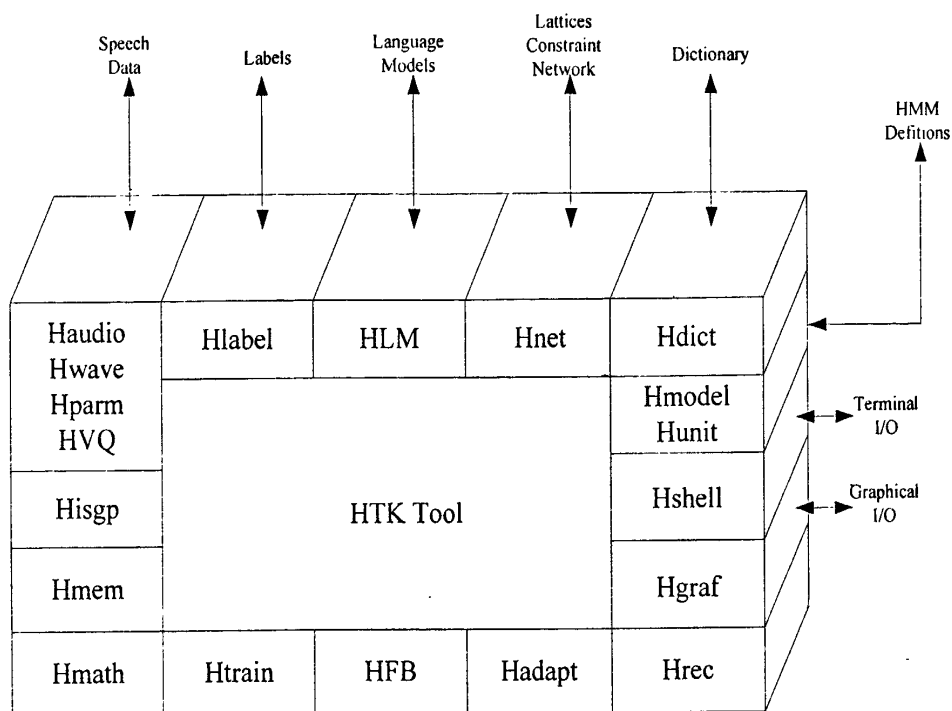 Speech
Data
Labels
Language
Models
Lattices
Constraint
Network
Dictionary
HMM
Defitions
Haudio
Hwave
Hparm
HVQ
Hlabel
HLM
Hnet
Hdict
Hmodel
Hunit
Terminal
I/O
Hisgp
HTK Tool
Hshell
Graphical
I/O
Hmem
Hgraf
Hmath
Htrain
HFB
Hadapt
Hrec